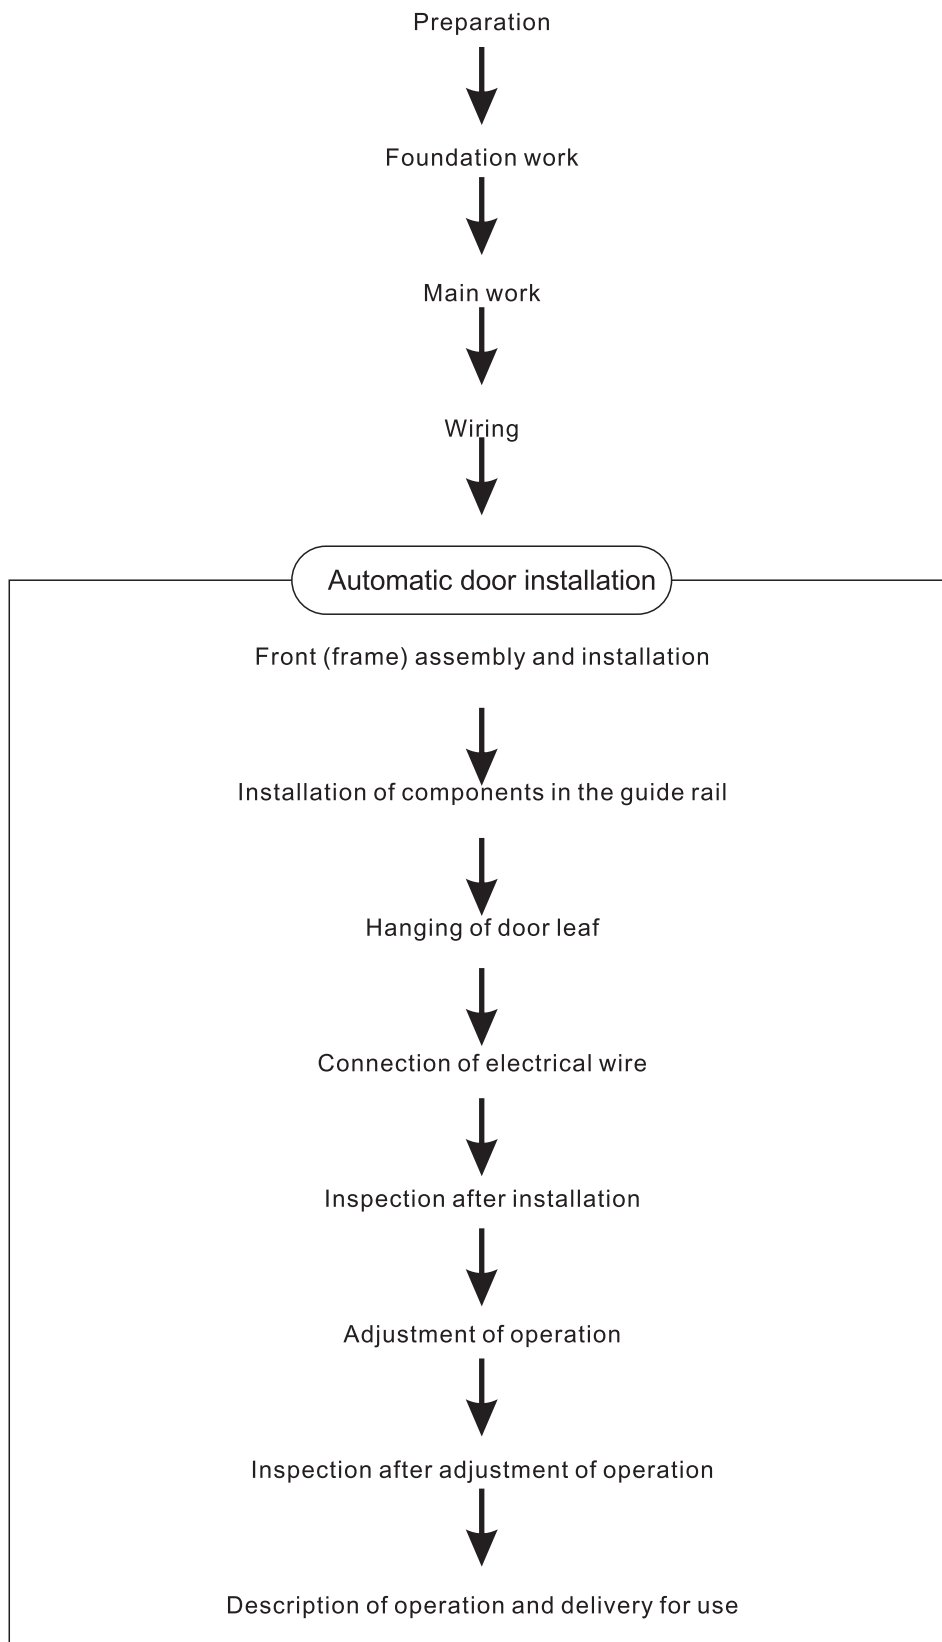 Preparation
Foundation work
Main work
Wiring
Automatic door installation
Front (frame) assembly and installation
Installation of components in the guide rail
Hanging of door leaf
Connection of electrical wire
Inspection after installation
Adjustment of operation
Inspection after adjustment of operation
Description of operation and delivery for use